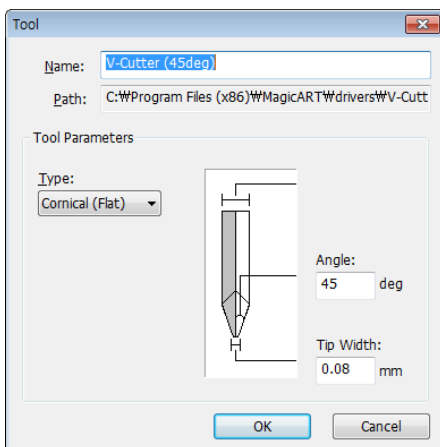 Tool
Name: V-Cutter (45deg)
Path: C:₩Program Files (x86)₩MagicART₩drivers₩V-Cutt
Tool Parameters
Type:
Cornical (Flat)
Angle:
45 deg
Tip Width:
0.08 mm
OK Cancel